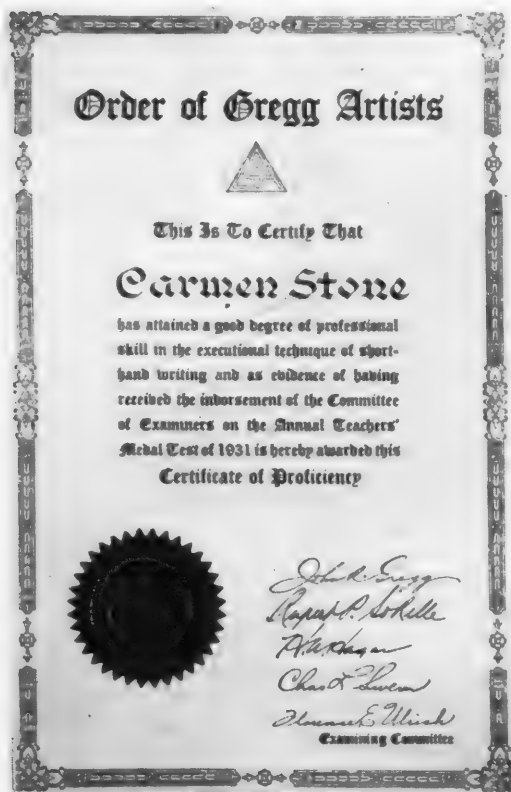 Order of Gregg Artists
This Is To Certify That
Carmen Stone
has attained a good degree of professional
skill in the executional technique of short-
hand writing and as evidence of having
received the indorsement of the Committee
of Examiners on the Annual Teachers'
Medal Test of 1931 is hereby awarded this
Certificate of Proficiency
John R. Gregg
Rupert P. SoRelle
Chas L Swem
Florence E. Ulrich
Examining Committee